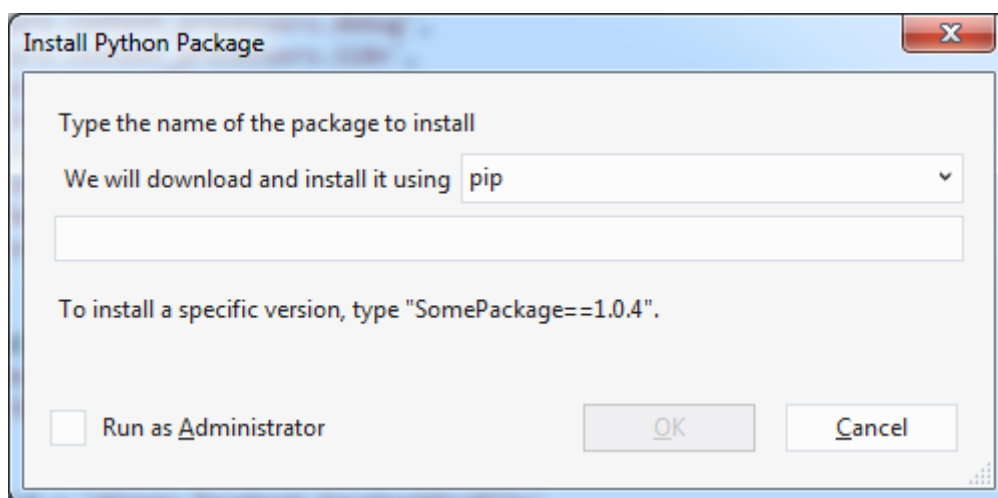 Install Python Package
Type the name of the package to install
We will download and install it using pip
To install a specific version, type "SomePackage==1.0.4".
Run as Administrator OK Cancel